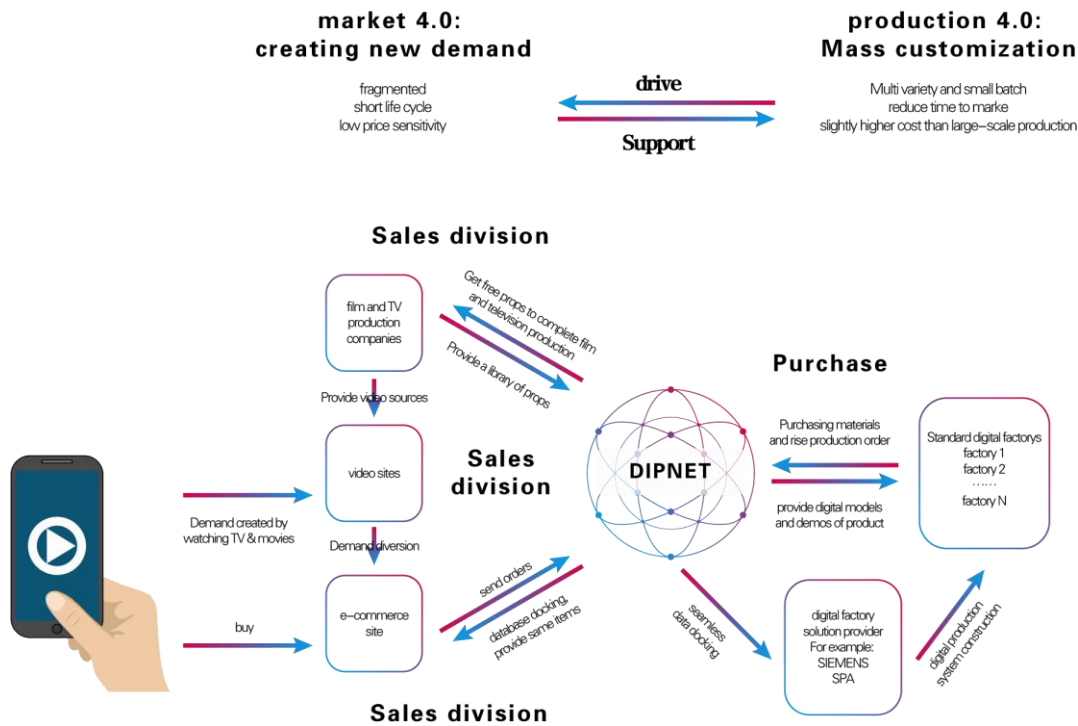 market 4.0:
creating new demand
fragmented
short life cycle
low price sensitivity
drive
Support
production 4.0:
Mass customization
Multi variety and small batch
reduce time to marke
slightly higher cost than large-scale production
Sales division
film and TV
production
companies
Get free props to complete film
and television production
Provide a library of props
Provide video sources
video sites
Sales
division
Demand created by
watching TV & movies
Demand diversion
buy
e-commerce
site
send orders
database docking,
provide same items
Sales division
DIPNET
Purchase
Purchasing materials
and rise production order
provide digital models
and demos of product
Standard digital factorys
factory 1
factory 2
……
factory N
seamless
data docking
digital factory
solution provider
For example:
SIEMENS
SPA
digital production
system construction